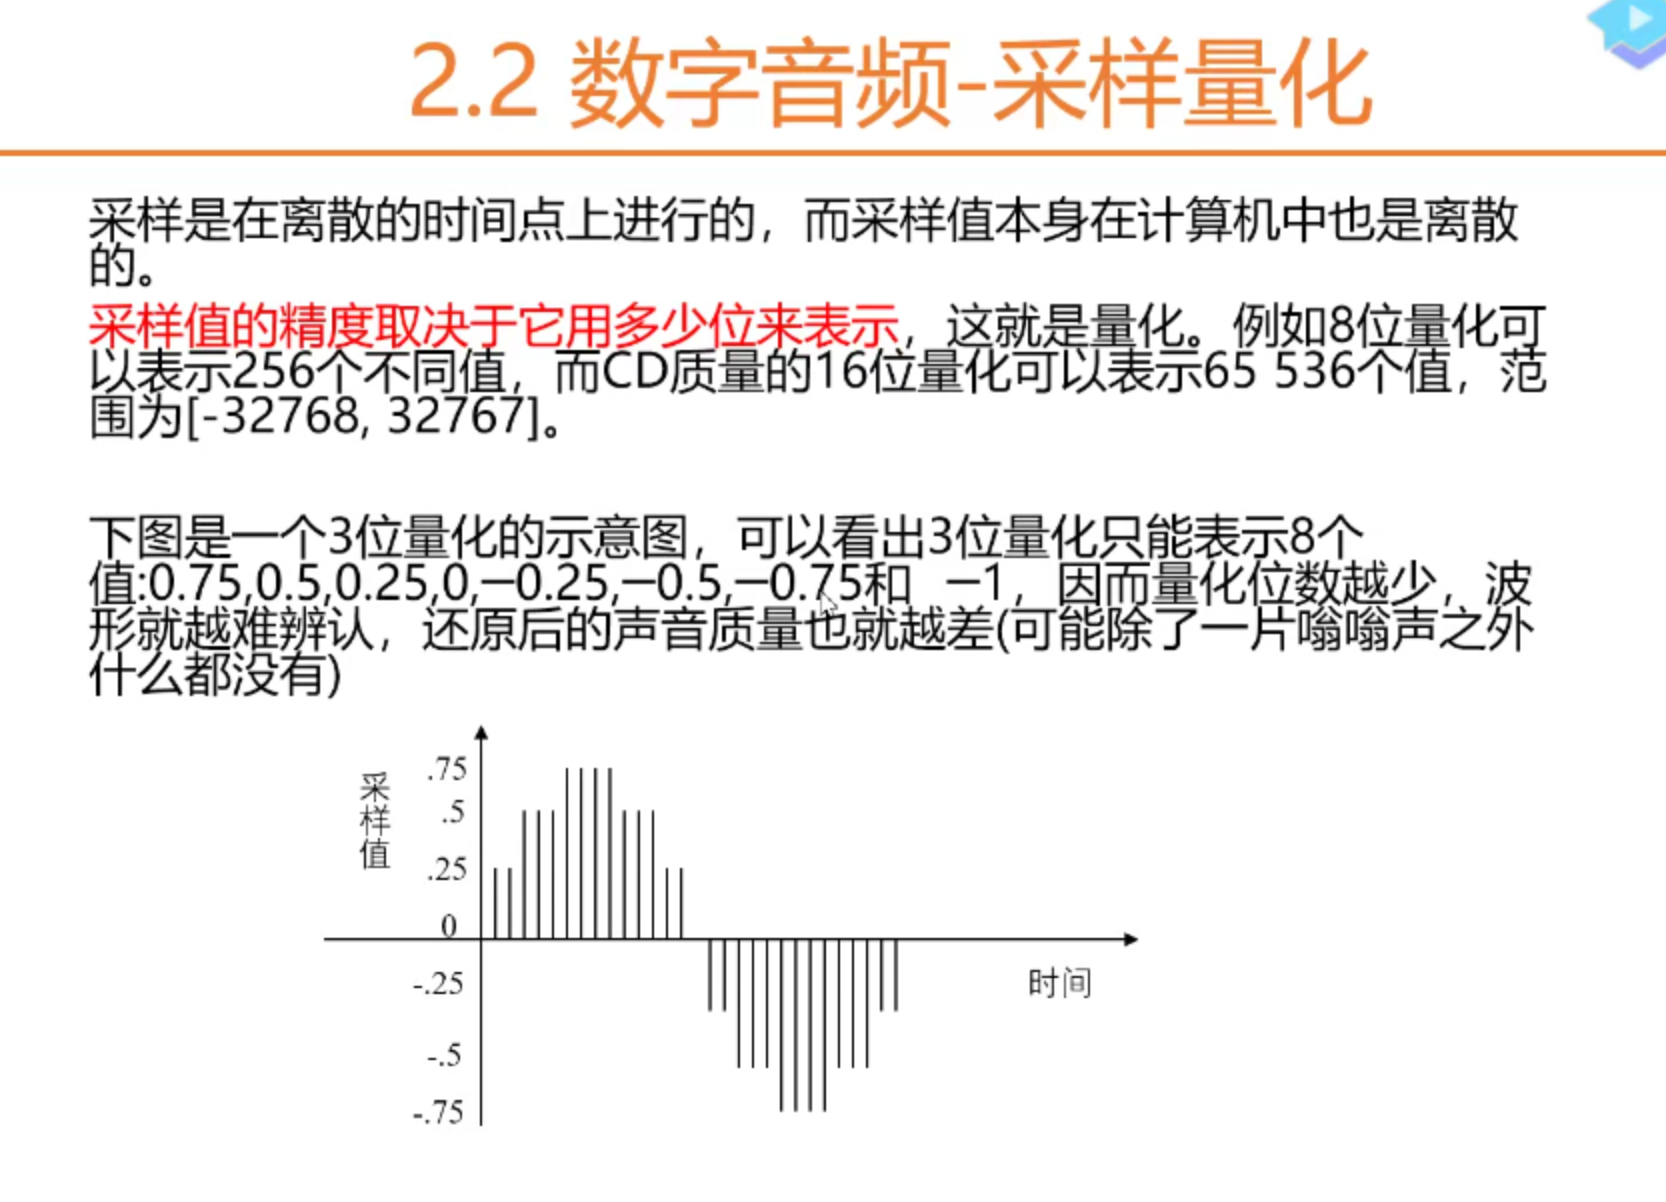 2.2 数字音频-采样量化
采样是在离散的时间点上进行的，而采样值本身在计算机中也是离散
的。
采样值的精度取决于它用多少位来表示，这就是量化。例如8位量化可
以表示256个不同值，而CD质量的16位量化可以表示65 536个值，范
围为[-32768, 32767]。
下图是一个3位量化的示意图，可以看出3位量化只能表示8个
值:0.75,0.5,0.25,0,−0.25,−0.5,−0.75和 −1，因而量化位数越少，波
形就越难辨认，还原后的声音质量也就越差(可能除了一片嗡嗡声之外
什么都没有)
采样值
.75
.5
.25
0
-.25
-.5
-.75
时间